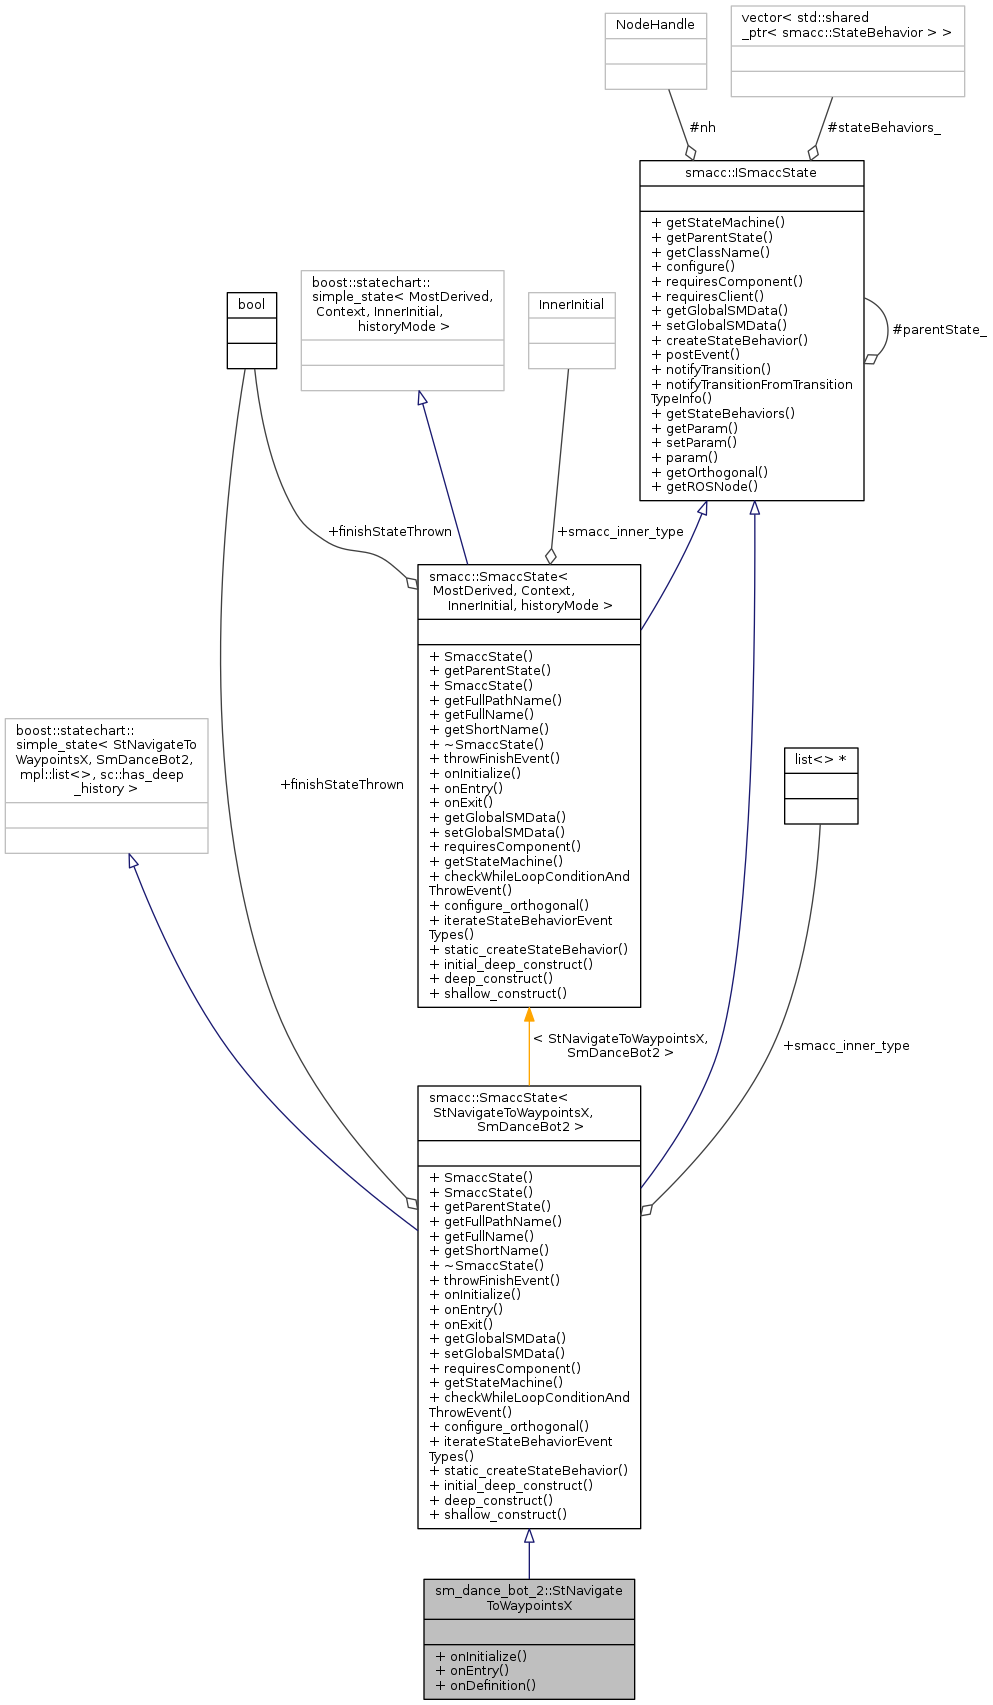 NodeHandle
vector< std::shared
_ptr< smacc::StateBehavior > >
#nh
#stateBehaviors_
smacc::ISmaccState
+ getStateMachine()
+ getParentState()
+ getClassName()
+ configure()
+ requiresComponent()
+ requiresClient()
+ getGlobalSMData()
+ setGlobalSMData()
+ createStateBehavior()
+ postEvent()
+ notifyTransition()
+ notifyTransitionFromTransition
TypeInfo()
+ getStateBehaviors()
+ getParam()
+ setParam()
+ param()
+ getOrthogonal()
+ getROSNode()
#parentState_
bool
boost::statechart::
simple_state< MostDerived,
Context, InnerInitial,
historyMode >
InnerInitial
+finishStateThrown
+smacc_inner_type
smacc::SmaccState<
MostDerived, Context,
InnerInitial, historyMode >
+ SmaccState()
+ getParentState()
+ SmaccState()
+ getFullPathName()
+ getFullName()
+ getShortName()
+ ~SmaccState()
+ throwFinishEvent()
+ onInitialize()
+ onEntry()
+ onExit()
+ getGlobalSMData()
+ setGlobalSMData()
+ requiresComponent()
+ getStateMachine()
+ checkWhileLoopConditionAnd
ThrowEvent()
+ configure_orthogonal()
+ iterateStateBehaviorEvent
Types()
+ static_createStateBehavior()
+ initial_deep_construct()
+ deep_construct()
+ shallow_construct()
boost::statechart::
simple_state< StNavigateTo
WaypointsX, SmDanceBot2,
mpl::list<>, sc::has_deep
_history >
+finishStateThrown
list<> *
+smacc_inner_type
< StNavigateToWaypointsX,
SmDanceBot2 >
smacc::SmaccState<
StNavigateToWaypointsX,
SmDanceBot2 >
+ SmaccState()
+ SmaccState()
+ getParentState()
+ getFullPathName()
+ getFullName()
+ getShortName()
+ ~SmaccState()
+ throwFinishEvent()
+ onInitialize()
+ onEntry()
+ onExit()
+ getGlobalSMData()
+ setGlobalSMData()
+ requiresComponent()
+ getStateMachine()
+ checkWhileLoopConditionAnd
ThrowEvent()
+ configure_orthogonal()
+ iterateStateBehaviorEvent
Types()
+ static_createStateBehavior()
+ initial_deep_construct()
+ deep_construct()
+ shallow_construct()
sm_dance_bot_2::StNavigate
ToWaypointsX
+ onInitialize()
+ onEntry()
+ onDefinition()